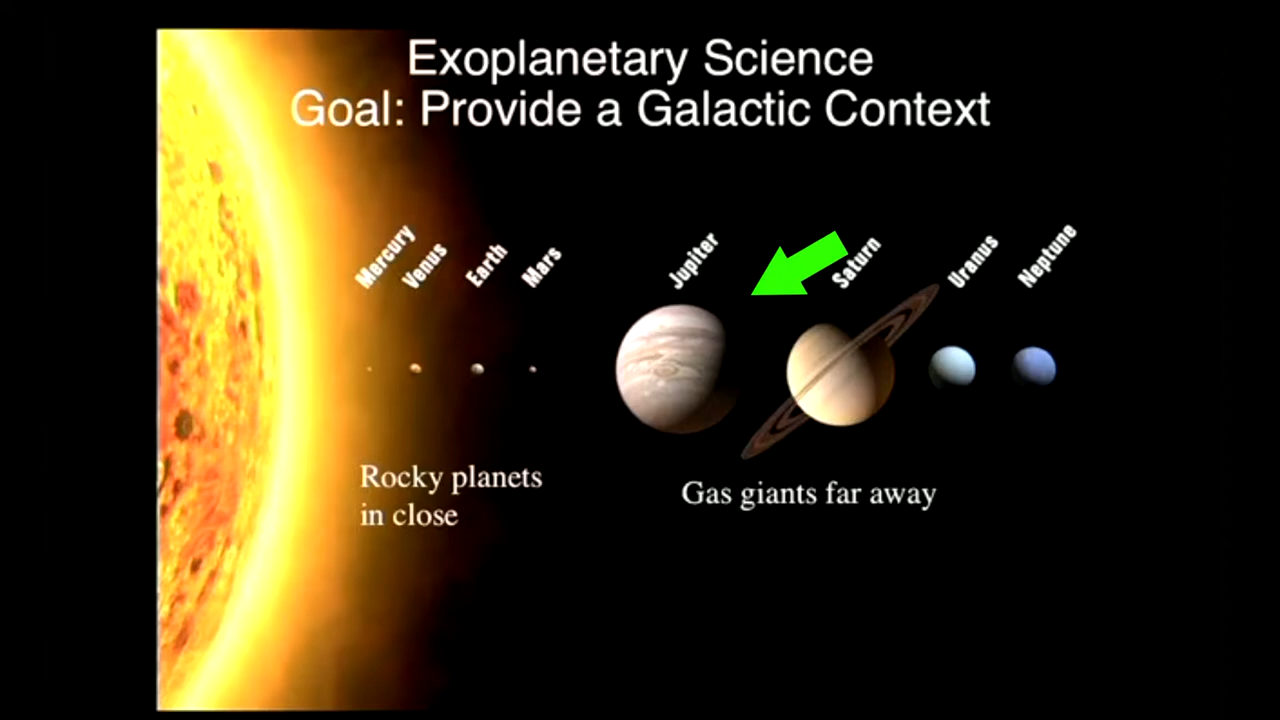 Exoplanetary Science
Goal: Provide a Galactic Context
Mercury
Venus
Earth
Mars
Jupiter
Saturn
Uranus
Neptune
Rocky planets
in close
Gas giants far away